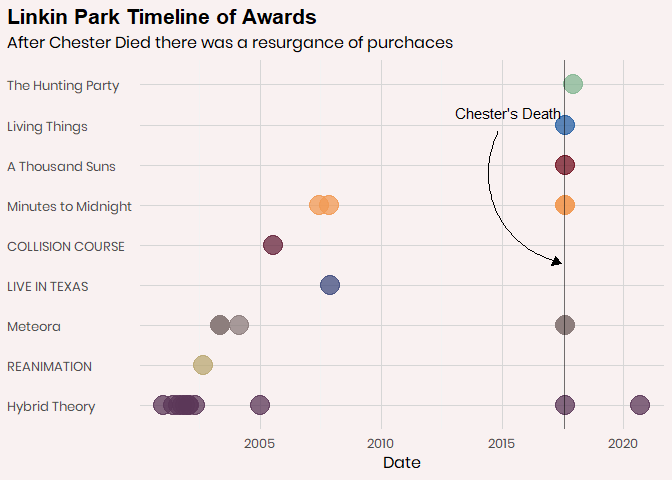 Linkin Park Timeline of Awards
After Chester Died there was a resurgance of purchaces
The Hunting Party
Chester's Death
Living Things
A Thousand Suns
Minutes to Midnight
COLLISION COURSE
LIVE IN TEXAS
Meteora
REANIMATION
Hybrid Theory
2005 2010 2015 2020
Date